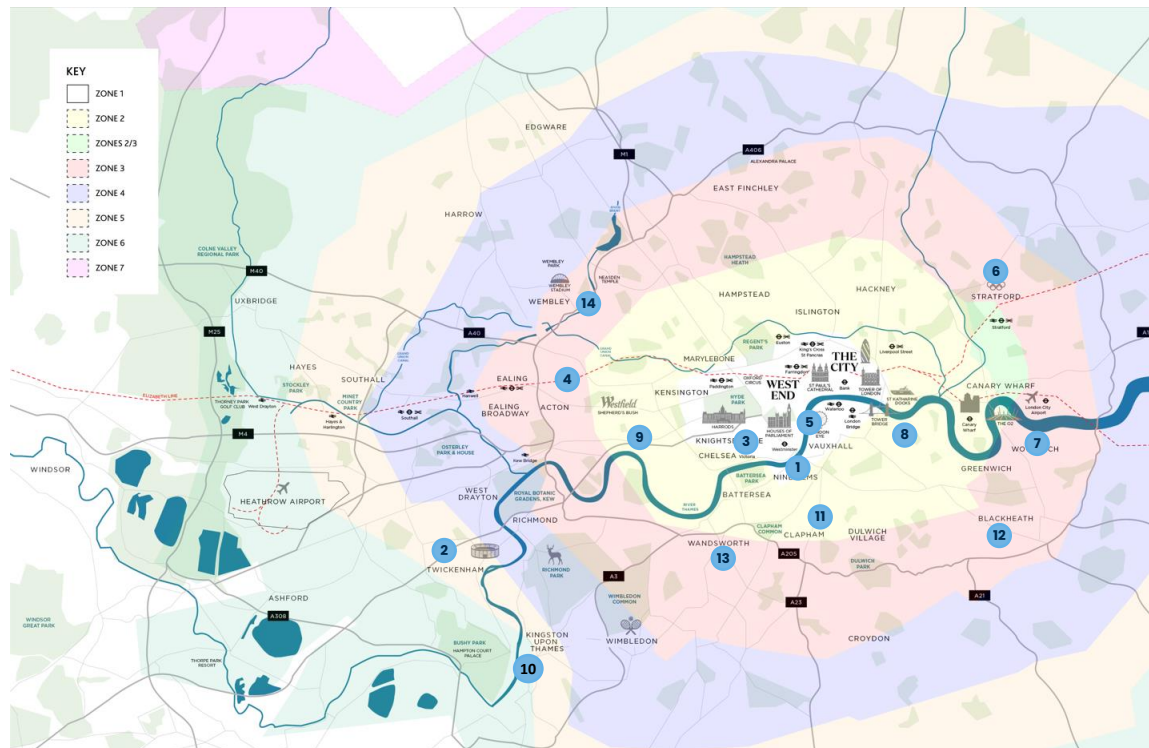 KEY
ZONE 1
ZONE 2
ZONES 2/3
ZONE 3
ZONE 4
ZONE 5
ZONE 6
ZONE 7
EDGWARE
M1
A406
ALEXANDRA PALACE
EAST FINCHLEY
HARROW
COLNE VALLEY
REGIONAL PARK
M40
UXBRIDGE
WEMBLEY
PARK
WEMBLEY
STADIUM
NEASDEN
TEMPLE
WEMBLEY
14
HAMPSTEAD
HEATH
HAMPSTEAD
HACKNEY
ISLINGTON
6
STRATFORD
Stratford
M25
A40
HAYES
STOCKLEY
PARK
SOUTHALL
MINET
COUNTRY
PARK
ELIZABETH LINE
THORNEY PARK
GOLF CLUB
West Drayton
Hayes &
Harlington
Southall
Hanwell
EALING
EALING
BROADWAY
4
ACTON
REGENT'S
PARK
Euston
King's Cross
St Pancras
Farringdon
Liverpool Street
THE
CITY
MARYLEBONE
Paddington
OXFORD
CIRCUS
ST PAUL'S
CATHEDRAL
Bank
TOWER OF
LONDON
WEST
END
KENSINGTON
HYDE
PARK
HARRODS
HOUSES OF
PARLIAMENT
5
Waterloo
London
Bridge
TOWER
BRIDGE
ST KATHARINE
DOCKS
8
CANARY WHARF
Canary
Wharf
THE O2
London City
Airport
7
Westfield
SHEPHERD'S BUSH
9
3
CHELSEA
Victoria
Westminster
VAUXHALL
1
BATTERSEA
PARK
BATTERSEA
GREENWICH
M4
OSTERLEY
PARK & HOUSE
Kew Bridge
WINDSOR
HEATHROW AIRPORT
WEST
DRAYTON
ROYAL BOTANIC
GRADENS, KEW
RICHMOND
RIVER
THAMES
11
CLAPHAM
COMMON
CLAPHAM
DULWICH
VILLAGE
BLACKHEATH
12
2
TWICKENHAM
RICHMOND
PARK
WANDSWORTH
13
A205
DULWICH
PARK
A3
WIMBLEDON
COMMON
A23
A21
ASHFORD
A308
WINDSOR
GREAT PARK
WIMBLEDON
CROYDON
BUSHY PARK
HAMPTON COURT
PALACE
KINGSTON
UPON
THAMES
THORPE PARK
RESORT
10